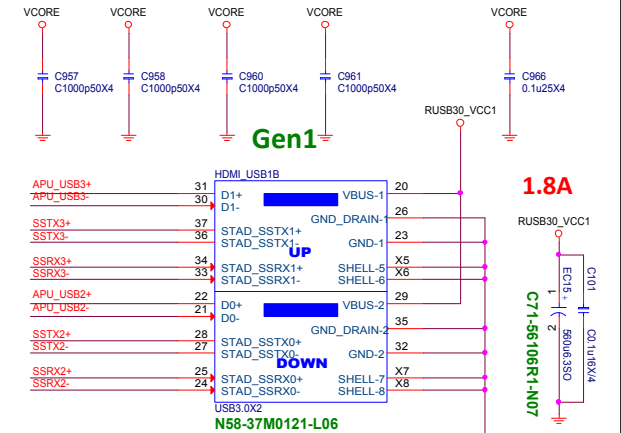 VCORE VCORE VCORE VCORE VCORE
C957 C958 C960 C961 C966
C1000p50X4 C1000p50X4 C1000p50X4 C1000p50X4 0.1u25X4
RUSB30_VCC1
Gen1
HDMI_USB1B
1.8A
RUSB30_VCC1
APU_USB3+ 31 D1+ VBUS-1 20
APU_USB3- 30 D1-
GND_DRAIN-1 26
SSTX3+ 37 STAD_SSTX1+
SSTX3- 36 STAD_SSTX1- GND-1 23
UP
SSRX3+ 34 STAD_SSRX1+ SHELL-5 X5
SSRX3- 33 STAD_SSRX1- SHELL-6 X6
APU_USB2+ 22 D0+ VBUS-2 29
APU_USB2- 21 D0-
GND_DRAIN-2 35
SSTX2+ 28 STAD_SSTX0+
SSTX2- 27 STAD_SSTX0- GND-2 32
DOWN
SSRX2+ 25 STAD_SSRX0+ SHELL-7 X7
SSRX2- 24 STAD_SSRX0- SHELL-8 X8
USB3.0X2
N58-37M0121-L06
C71-56106R1-N07
1 + 2
EC15
560u6.3SO
C101
C0.1u16X/4